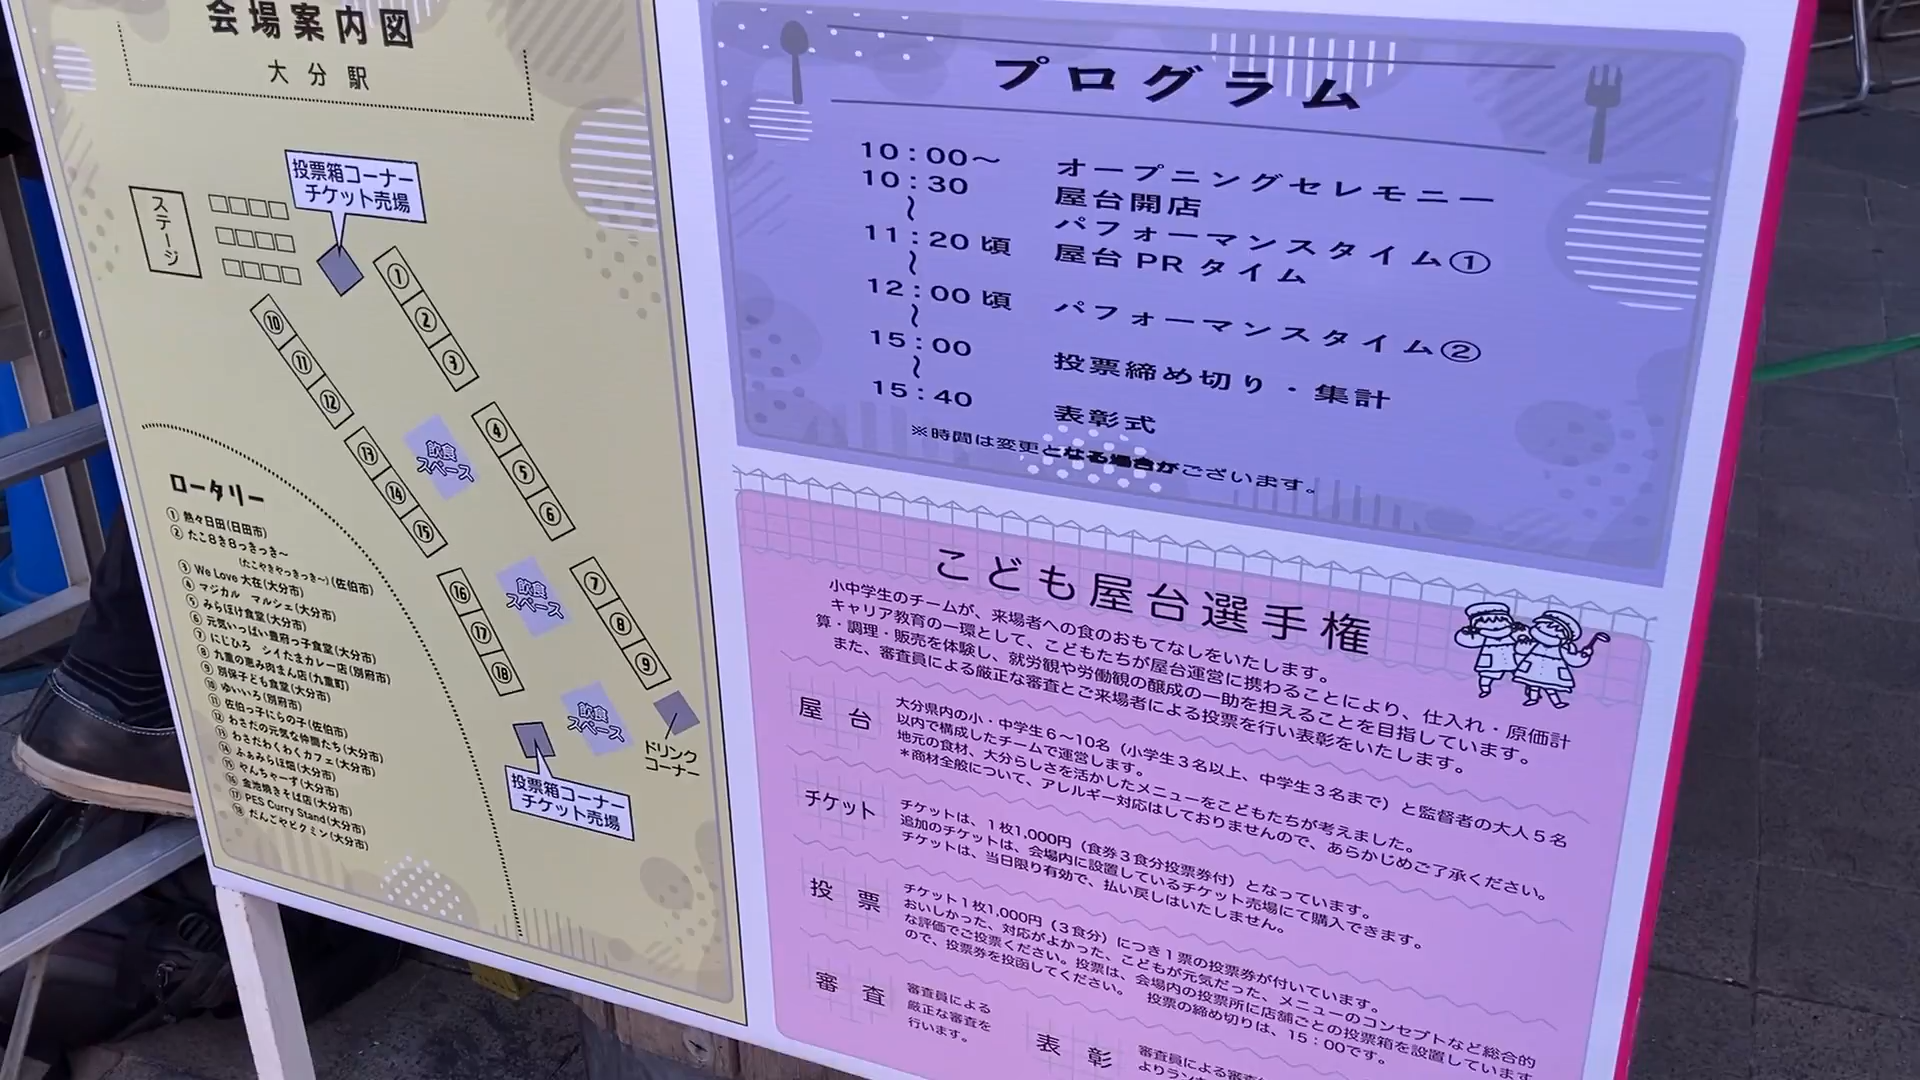 会場案内図
大分駅
ステージ
投票箱コーナー
チケット売場
①
②
③
④
⑤
⑥
⑦
⑧
⑨
⑩
⑪
⑫
⑬
⑭
⑮
⑯
⑰
⑱
飲食
スペース
飲食
スペース
飲食
スペース
ドリンク
コーナー
投票箱コーナー
チケット売場
ロータリー
① 熱々日田(日田市)
② たこ8き8っきっき～
(たこやきやっきっき～)(佐伯市)
③ We Love 大在(大分市)
④ マジカル マルシェ(大分市)
⑤ みらほけ食堂(大分市)
⑥ 元気いっぱい豊府っ子食堂(大分市)
⑦ にじひろ シイたまカレー店(別府市)
⑧ 九重の恵み肉まん店(九重町)
⑨ 別保子ども食堂(大分市)
⑩ ゆいいろ(別府市)
⑪ 佐伯っ子にらの子(佐伯市)
⑫ わさだの元気な仲間たち(大分市)
⑬ わさだわくわくカフェ(大分市)
⑭ ふぁみらほ畑(大分市)
⑮ やんちゃーず(大分市)
⑯ 金池焼きそば店(大分市)
⑰ PES Curry Stand(大分市)
⑱ だんごやピクミン(大分市)
プログラム
10：00～ オープニングセレモニー
10：30 屋台開店
～ パフォーマンスタイム①
11：20 頃 屋台 PR タイム
～
12：00 頃 パフォーマンスタイム②
～
15：00 投票締め切り・集計
～
15：40 表彰式
※時間は変更となる場合がございます。
こども屋台選手権
小中学生のチームが、来場者への食のおもてなしをいたします。
キャリア教育の一環として、こどもたちが屋台運営に携わることにより、仕入れ・原価計
算・調理・販売を体験し、就労観や労働観の醸成の一助を担えることを目指しています。
また、審査員による厳正な審査とご来場者による投票を行い表彰をいたします。
屋台
大分県内の小・中学生６～10名（小学生３名以上、中学生３名まで）と監督者の大人５名
以内で構成したチームで運営します。
地元の食材、大分らしさを活かしたメニューをこどもたちが考えました。
＊商材全般について、アレルギー対応はしておりませんので、あらかじめご了承ください。
チケット
チケットは、１枚1,000円（食券３食分投票券付）となっています。
追加のチケットは、会場内に設置しているチケット売場にて購入できます。
チケットは、当日限り有効で、払い戻しはいたしません。
投票
チケット１枚1,000円（３食分）につき１票の投票券が付いています。
おいしかった、対応がよかった、こどもが元気だった、メニューのコンセプトなど総合的
な評価でご投票ください。投票は、会場内の投票所に店舗ごとの投票箱を設置しています
ので、投票券を投函してください。 投票の締め切りは、15：00です。
審査
審査員による
厳正な審査を
行います。
表彰
審査員による審査